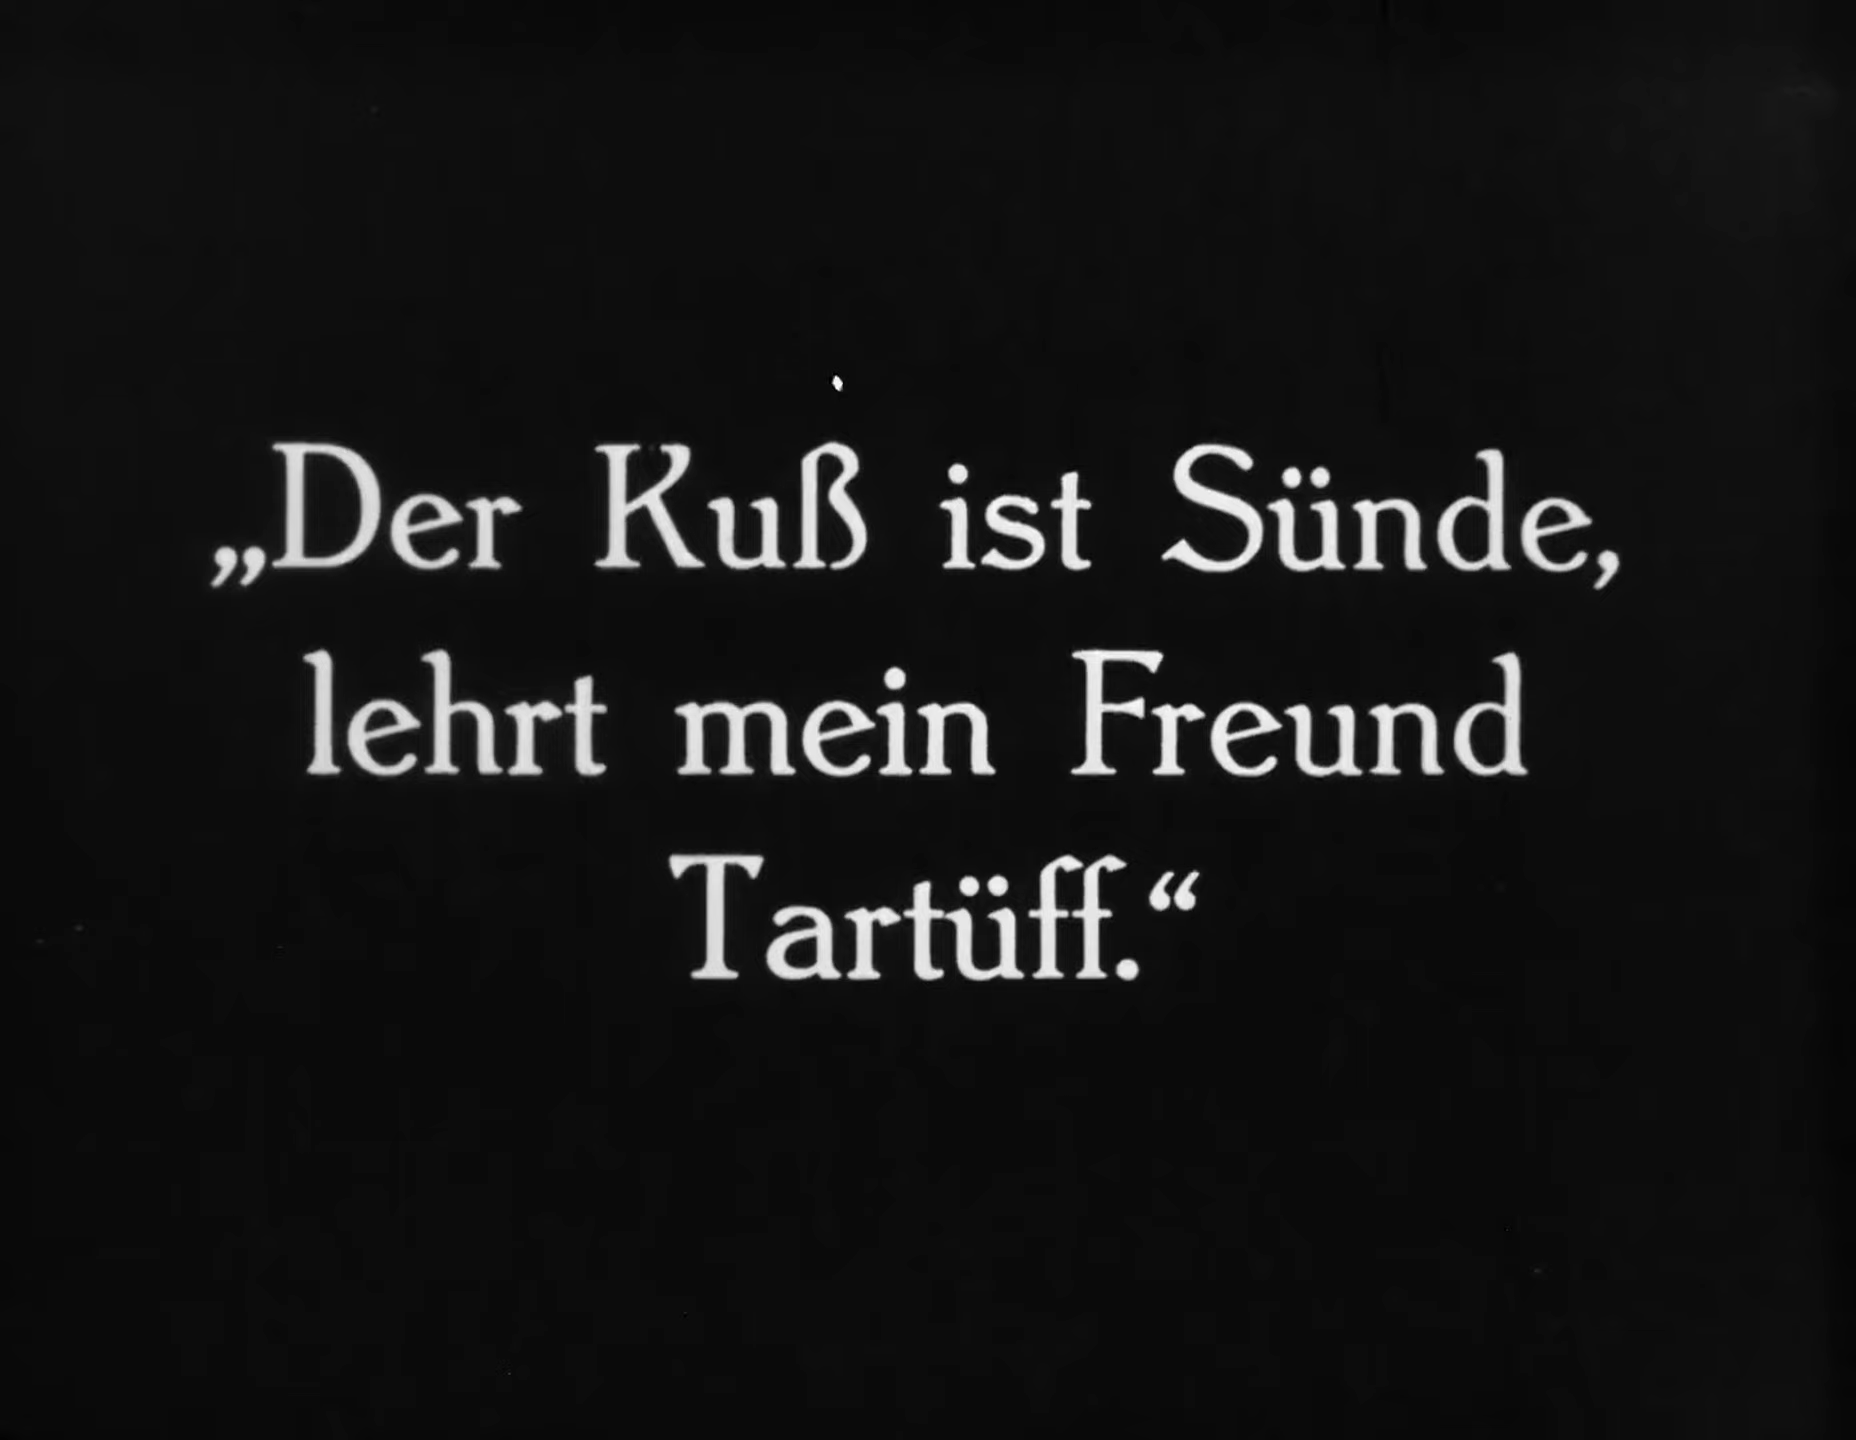 „Der Kuß ist Sünde,
lehrt mein Freund
Tartüff.“